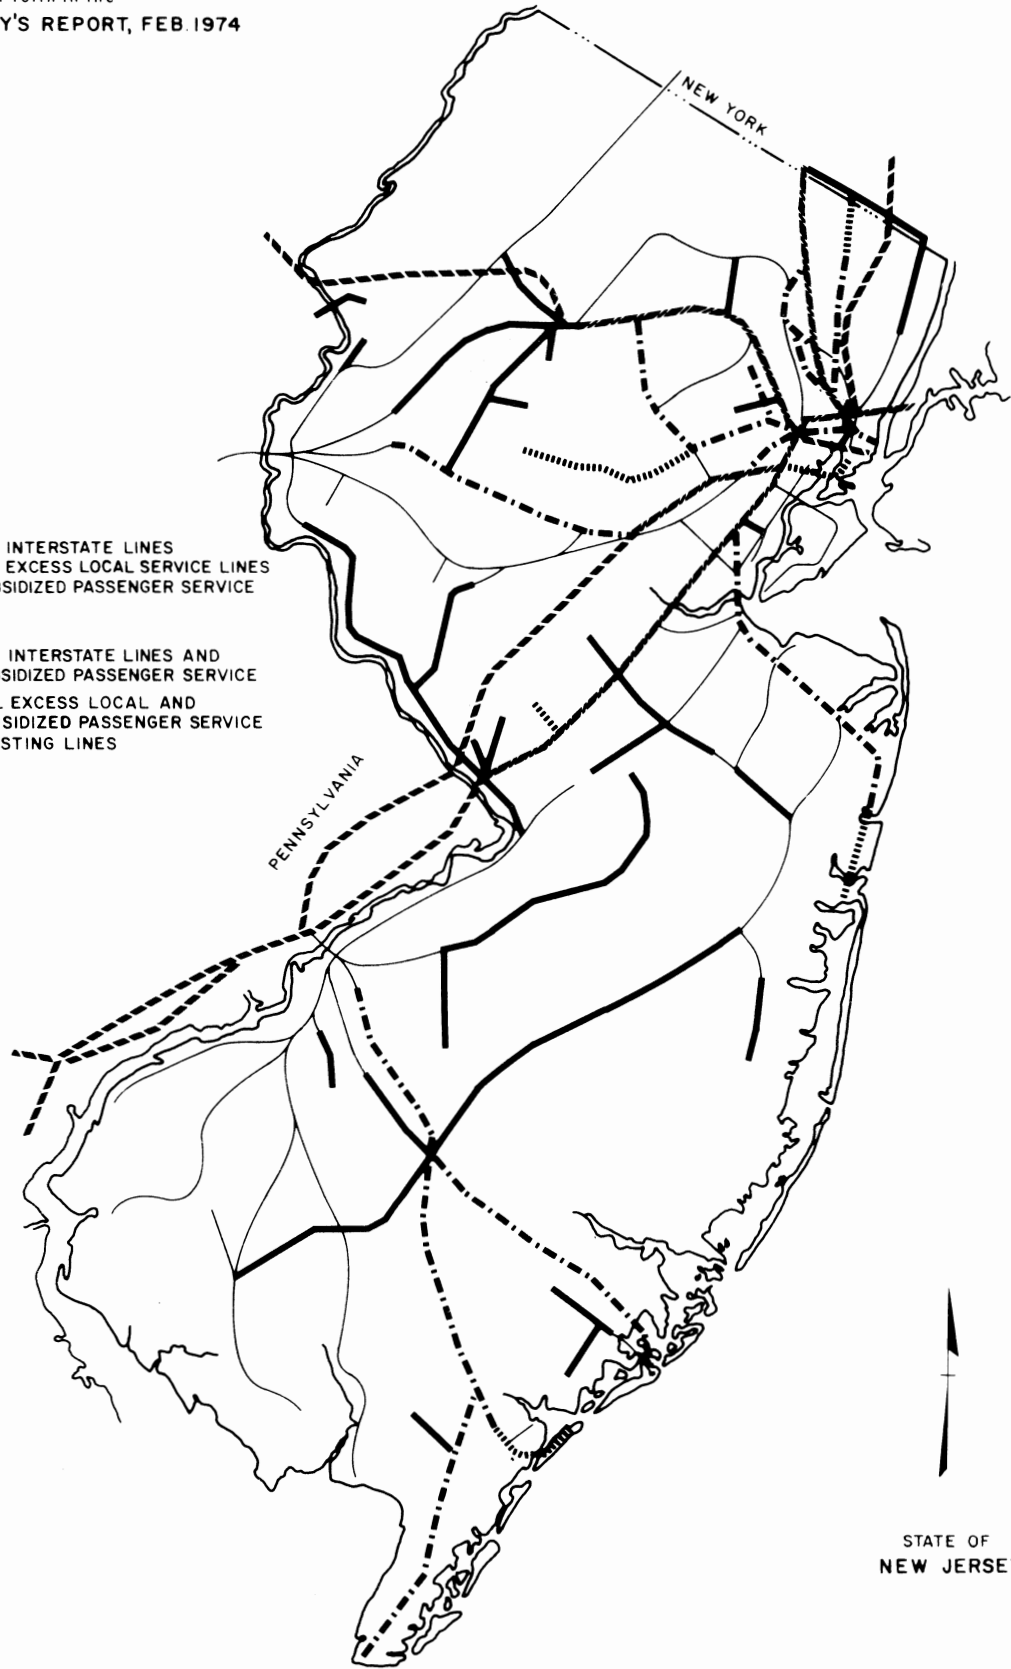 Y'S REPORT, FEB. 1974
NEW YORK
INTERSTATE LINES
EXCESS LOCAL SERVICE LINES
SIDIZED PASSENGER SERVICE
INTERSTATE LINES AND
SIDIZED PASSENGER SERVICE
EXCESS LOCAL AND
SIDIZED PASSENGER SERVICE
STING LINES
PENNSYLVANIA
STATE OF
NEW JERSE